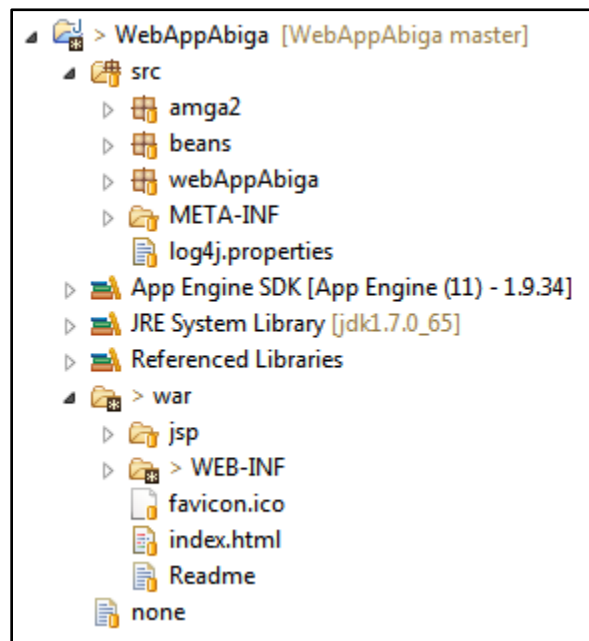 > WebAppAbiga [WebAppAbiga master]
src
amga2
beans
webAppAbiga
META-INF
log4j.properties
App Engine SDK [App Engine (11) - 1.9.34]
JRE System Library [jdk1.7.0_65]
Referenced Libraries
> war
jsp
> WEB-INF
favicon.ico
index.html
Readme
none